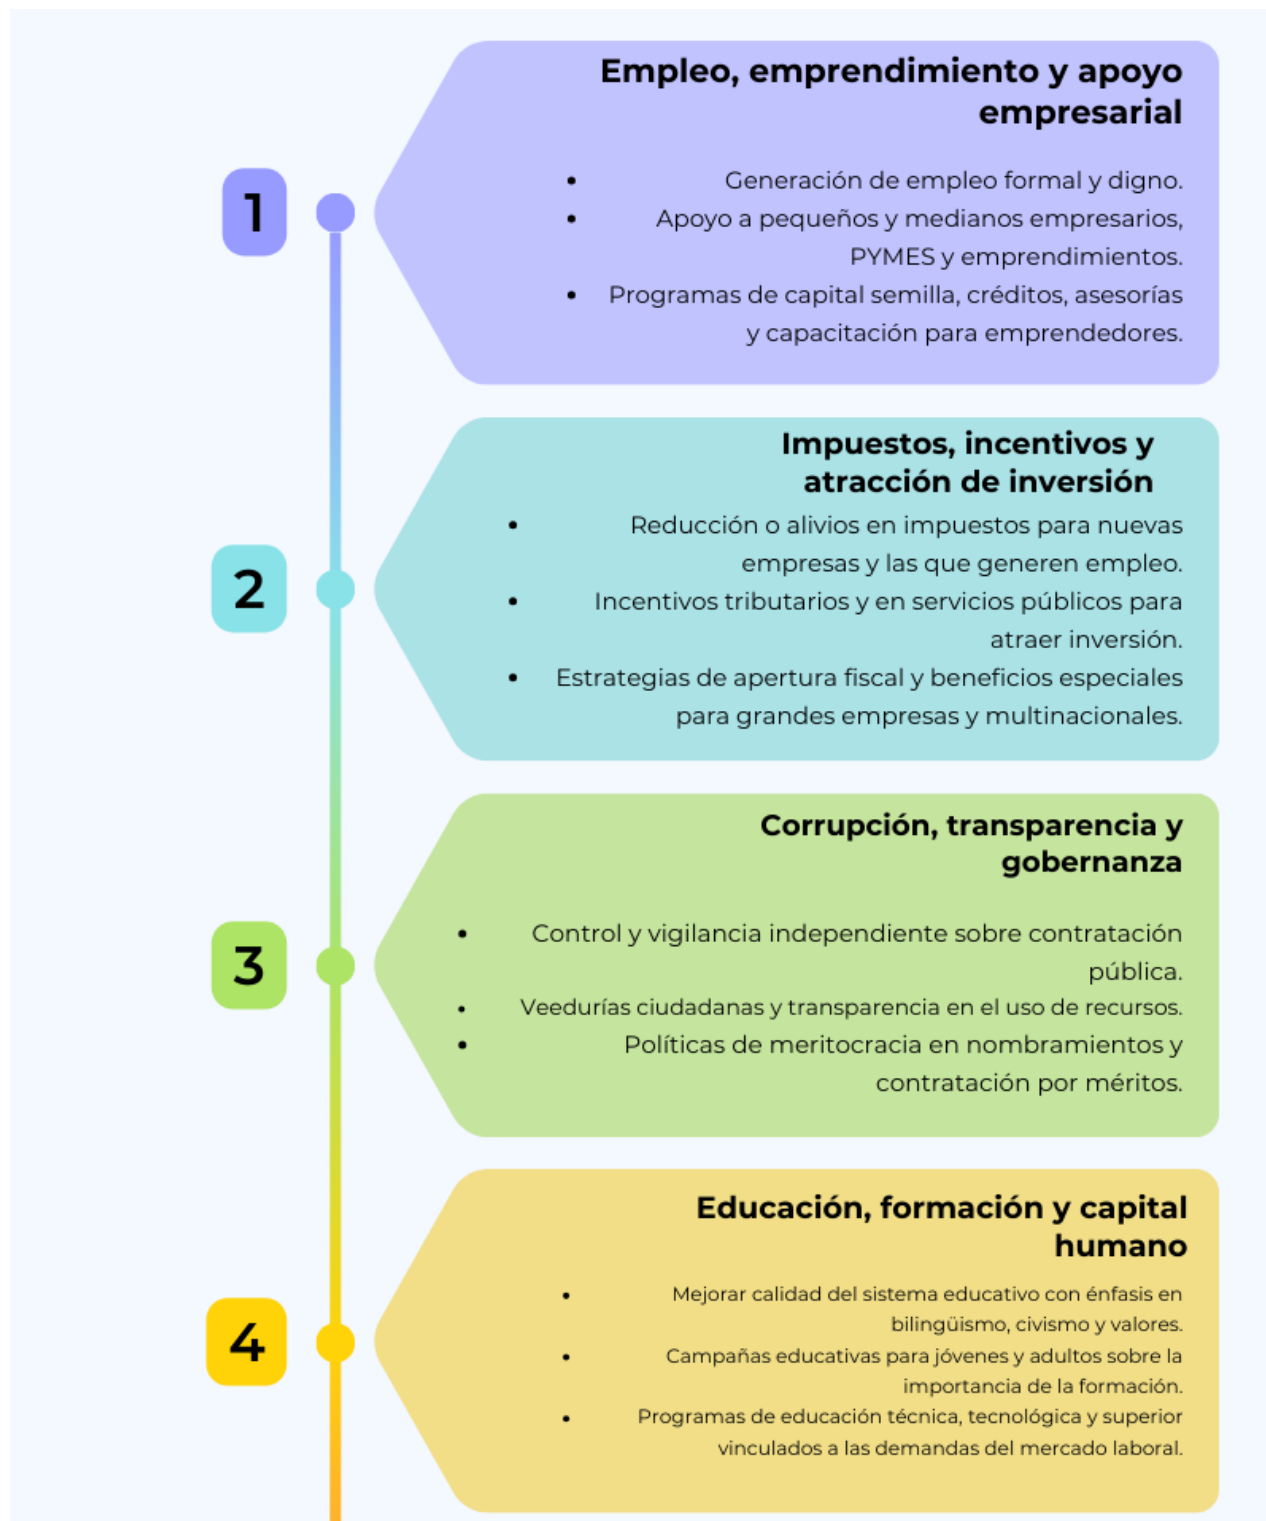 1
Empleo, emprendimiento y apoyo
empresarial
• Generación de empleo formal y digno.
• Apoyo a pequeños y medianos empresarios,
PYMES y emprendimientos.
• Programas de capital semilla, créditos, asesorías
y capacitación para emprendedores.
2
Impuestos, incentivos y
atracción de inversión
• Reducción o alivios en impuestos para nuevas
empresas y las que generen empleo.
• Incentivos tributarios y en servicios públicos para
atraer inversión.
• Estrategias de apertura fiscal y beneficios especiales
para grandes empresas y multinacionales.
3
Corrupción, transparencia y
gobernanza
• Control y vigilancia independiente sobre contratación
pública.
• Veedurías ciudadanas y transparencia en el uso de recursos.
• Políticas de meritocracia en nombramientos y
contratación por méritos.
4
Educación, formación y capital
humano
• Mejorar calidad del sistema educativo con énfasis en
bilingüismo, civismo y valores.
• Campañas educativas para jóvenes y adultos sobre la
importancia de la formación.
• Programas de educación técnica, tecnológica y superior
vinculados a las demandas del mercado laboral.